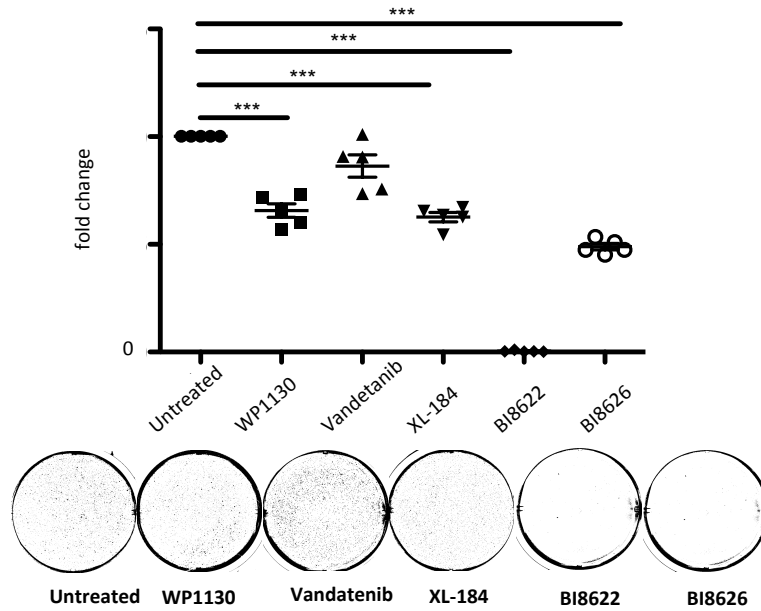 ***
***
***
***
fold change
0
Untreated
WP1130
Vandetanib
XL-184
BI8622
BI8626
Untreated WP1130 Vandatenib XL-184 BI8622 BI8626